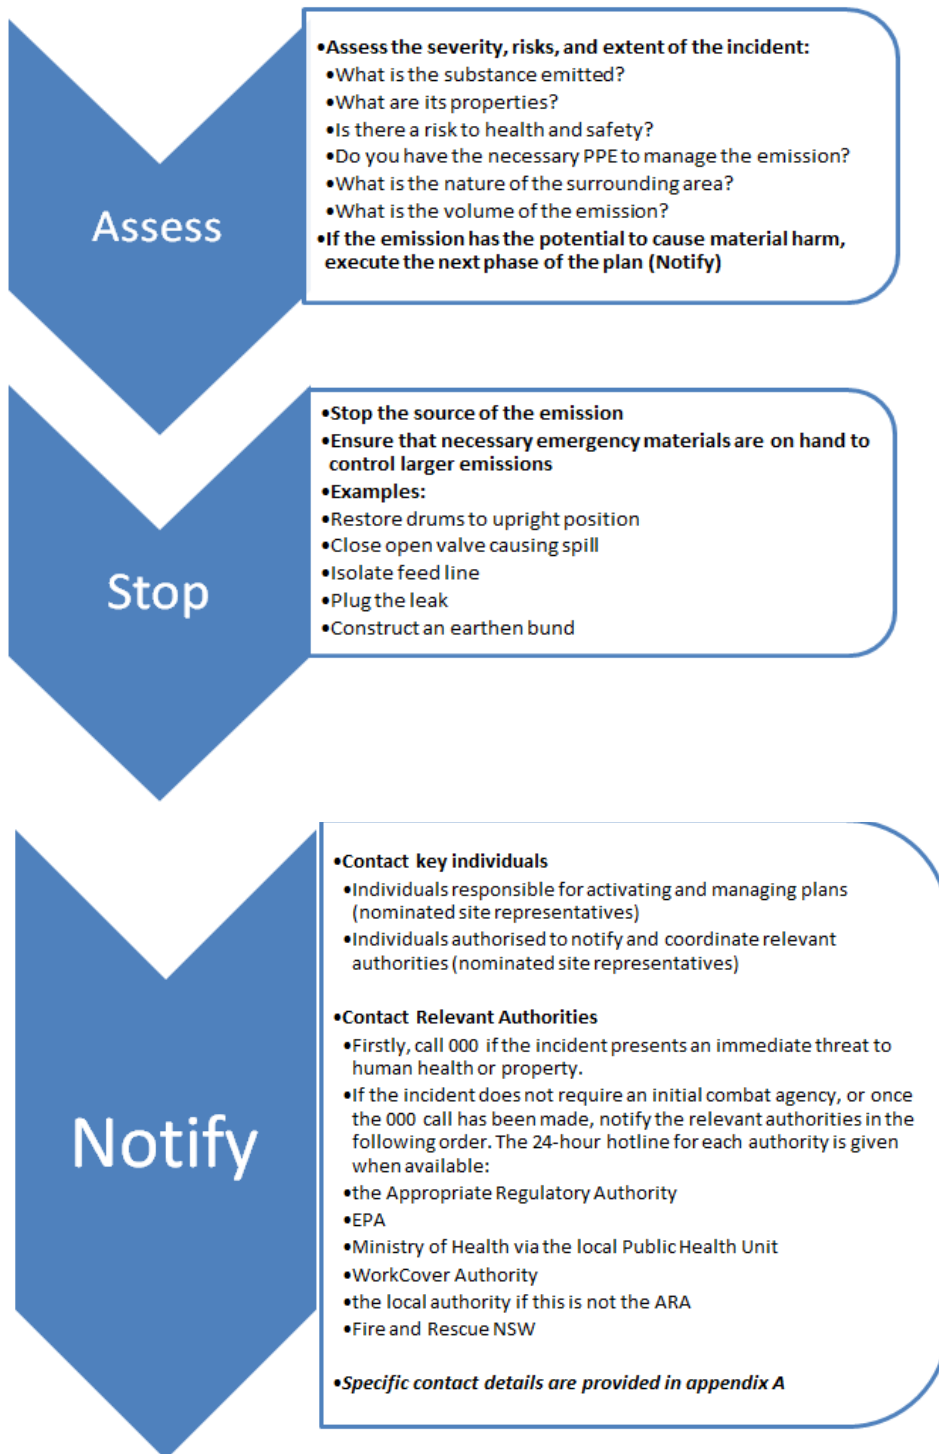 Assess
•Assess the severity, risks, and extent of the incident:
•What is the substance emitted?
•What are its properties?
•Is there a risk to health and safety?
•Do you have the necessary PPE to manage the emission?
•What is the nature of the surrounding area?
•What is the volume of the emission?
•If the emission has the potential to cause material harm,
execute the next phase of the plan (Notify)
Stop
•Stop the source of the emission
•Ensure that necessary emergency materials are on hand to
control larger emissions
•Examples:
•Restore drums to upright position
•Close open valve causing spill
•Isolate feed line
•Plug the leak
•Construct an earthen bund
Notify
•Contact key individuals
•Individuals responsible for activating and managing plans
(nominated site representatives)
•Individuals authorised to notify and coordinate relevant
authorities (nominated site representatives)
•Contact Relevant Authorities
•Firstly, call 000 if the incident presents an immediate threat to
human health or property.
•If the incident does not require an initial combat agency, or once
the 000 call has been made, notify the relevant authorities in the
following order. The 24-hour hotline for each authority is given
when available:
•the Appropriate Regulatory Authority
•EPA
•Ministry of Health via the local Public Health Unit
•WorkCover Authority
•the local authority if this is not the ARA
•Fire and Rescue NSW
•Specific contact details are provided in appendix A